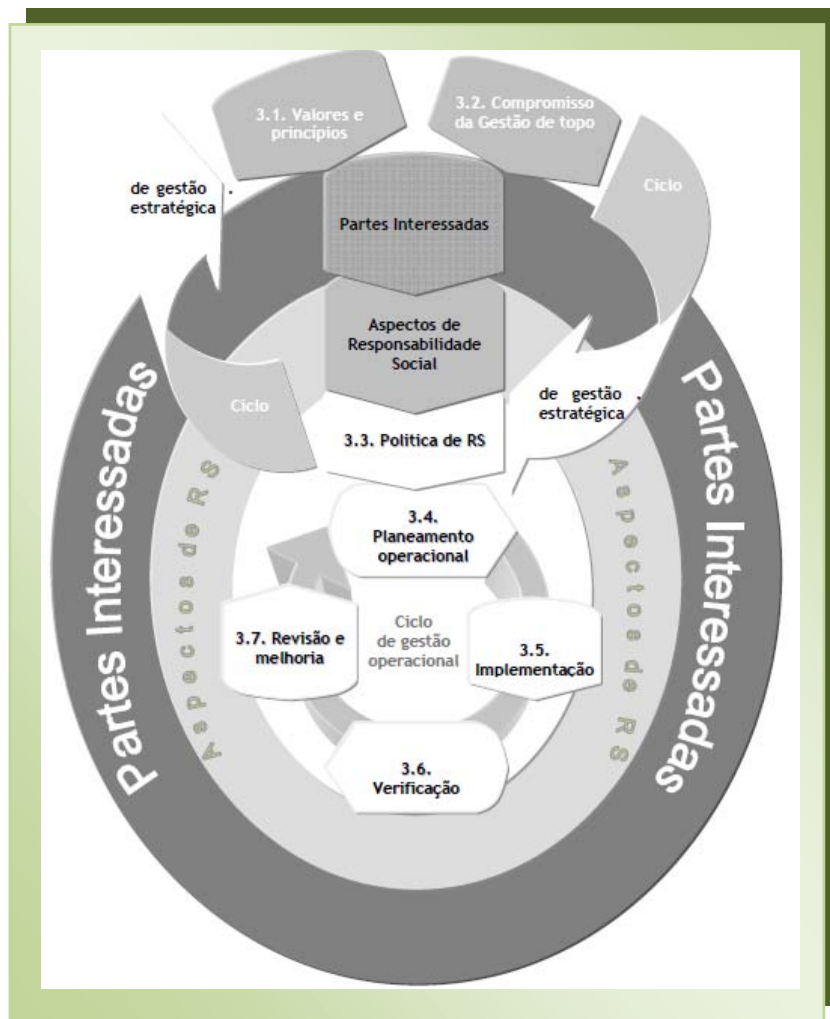 3.1. Valores e
princípios
3.2. Compromisso
da Gestão de topo
Ciclo
de gestão .
estratégica
Partes Interessadas
Aspectos de
Responsabilidade
Social
Ciclo
de gestão .
estratégica
3.3. Politica de RS
Partes Interessadas
Aspectos de RS
Aspectos de RS
Partes Interessadas
3.4.
Planeamento
operacional
3.7. Revisão e
melhoria
Ciclo
de gestão
operacional
3.5.
Implementação
3.6.
Verificação